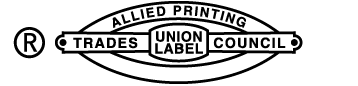 ®
ALLIED PRINTING
TRADES UNION LABEL COUNCIL